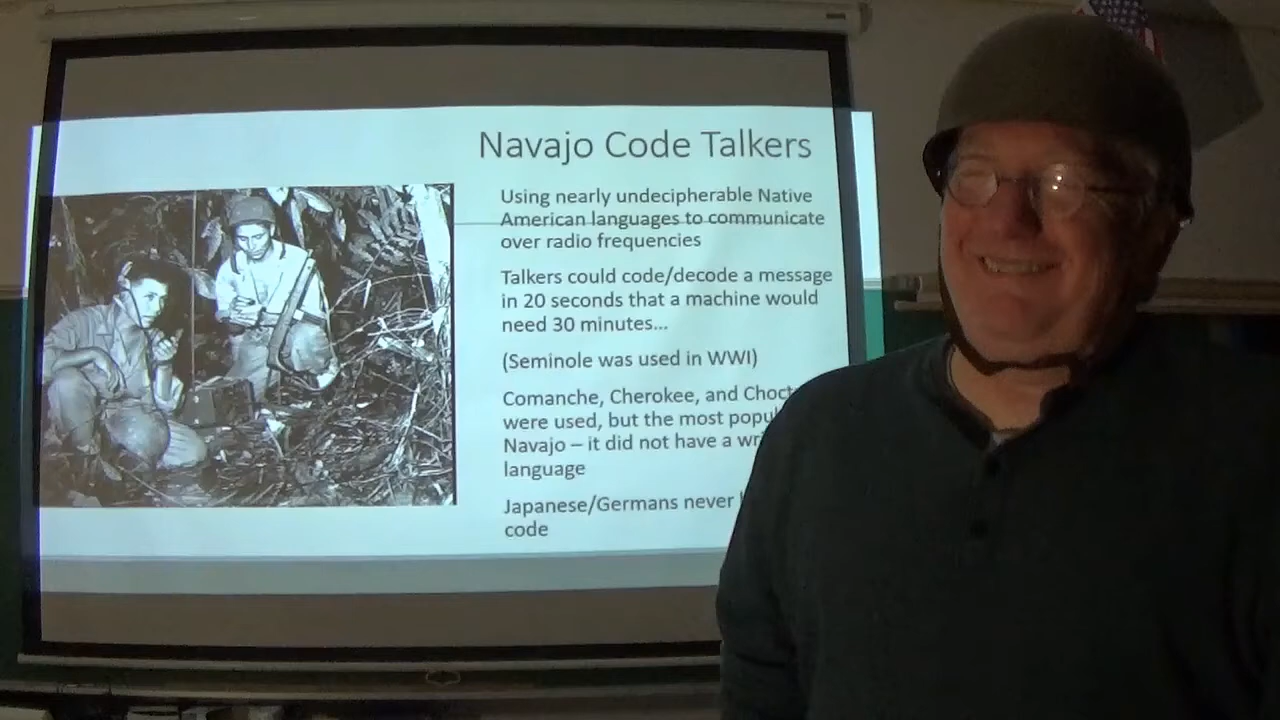 Navajo Code Talkers
Using nearly undecipherable Native
American languages to communicate
over radio frequencies
Talkers could code/decode a message
in 20 seconds that a machine would
need 30 minutes...
(Seminole was used in WWI)
Comanche, Cherokee, and
were used, but the most
Navajo – it did not have a
language
Japanese/Germans never
code